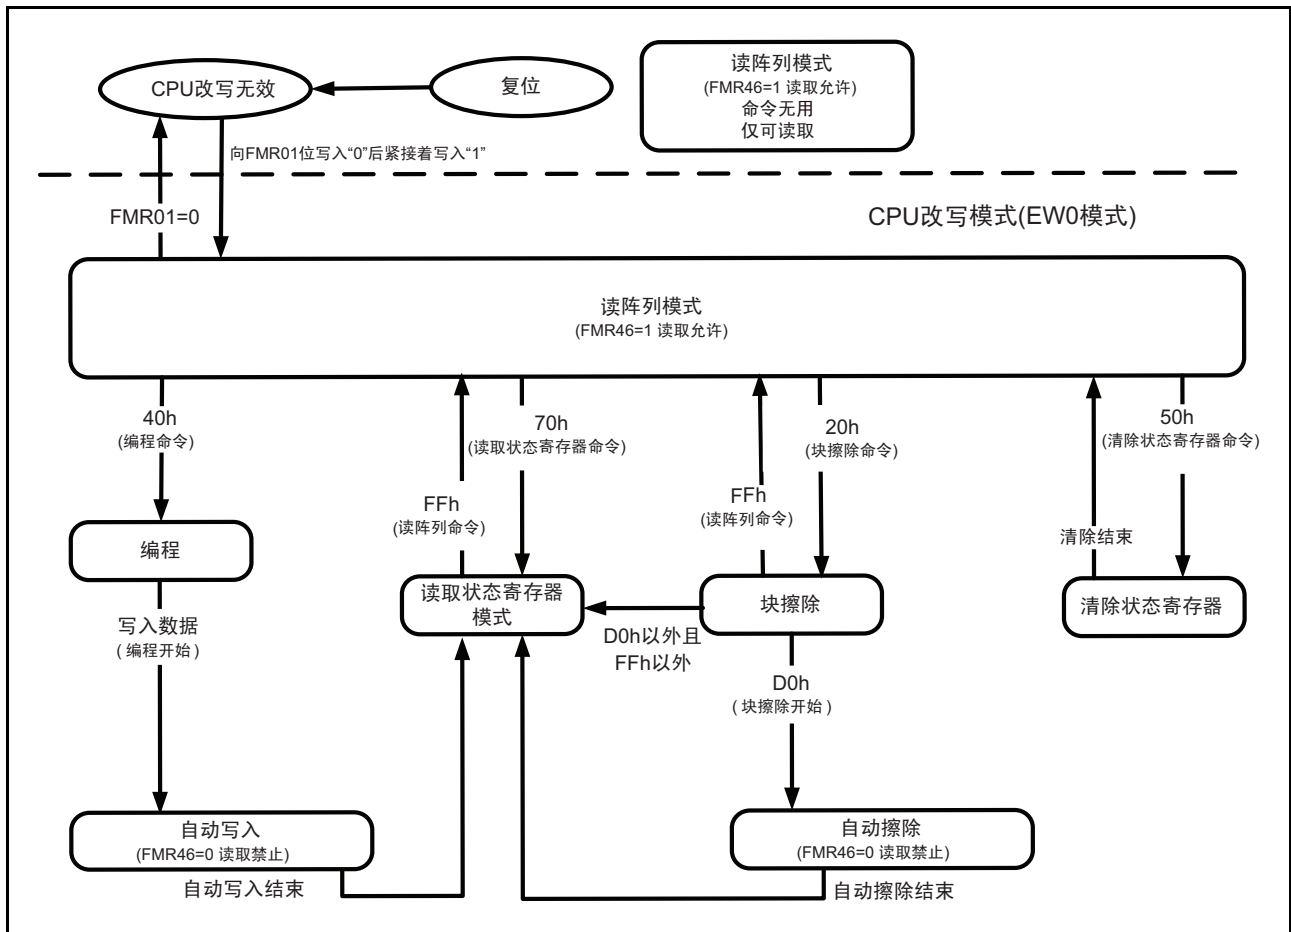 CPU改写无效
复位
读阵列模式
(FMR46=1 读取允许)
命令无用
仅可读取
向FMR01位写入“0”后紧接着写入“1”
FMR01=0
CPU改写模式(EW0模式)
读阵列模式
(FMR46=1 读取允许)
40h
(编程命令)
70h
(读取状态寄存器命令)
20h
(块擦除命令)
50h
(清除状态寄存器命令)
FFh
(读阵列命令)
FFh
(读阵列命令)
清除结束
编程
读取状态寄存器
模式
块擦除
清除状态寄存器
写入数据
( 编程开始 )
D0h以外且
FFh以外
D0h
( 块擦除开始 )
自动写入
(FMR46=0 读取禁止)
自动擦除
(FMR46=0 读取禁止)
自动写入结束
自动擦除结束